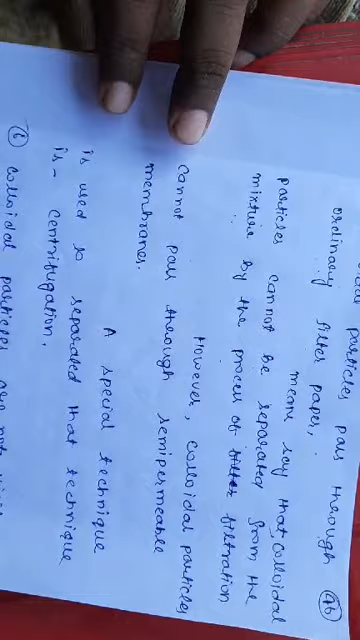 particles pass through (4b)
ordinary filter paper,.
means say that, colloidal
particles cannot be separated from the
mixture by the process of filtration
However, colloidal particles
cannot pass through semipermeable
membranes.
A special technique
is used to separated that technique
is - centrifugation.
colloidal particles are not